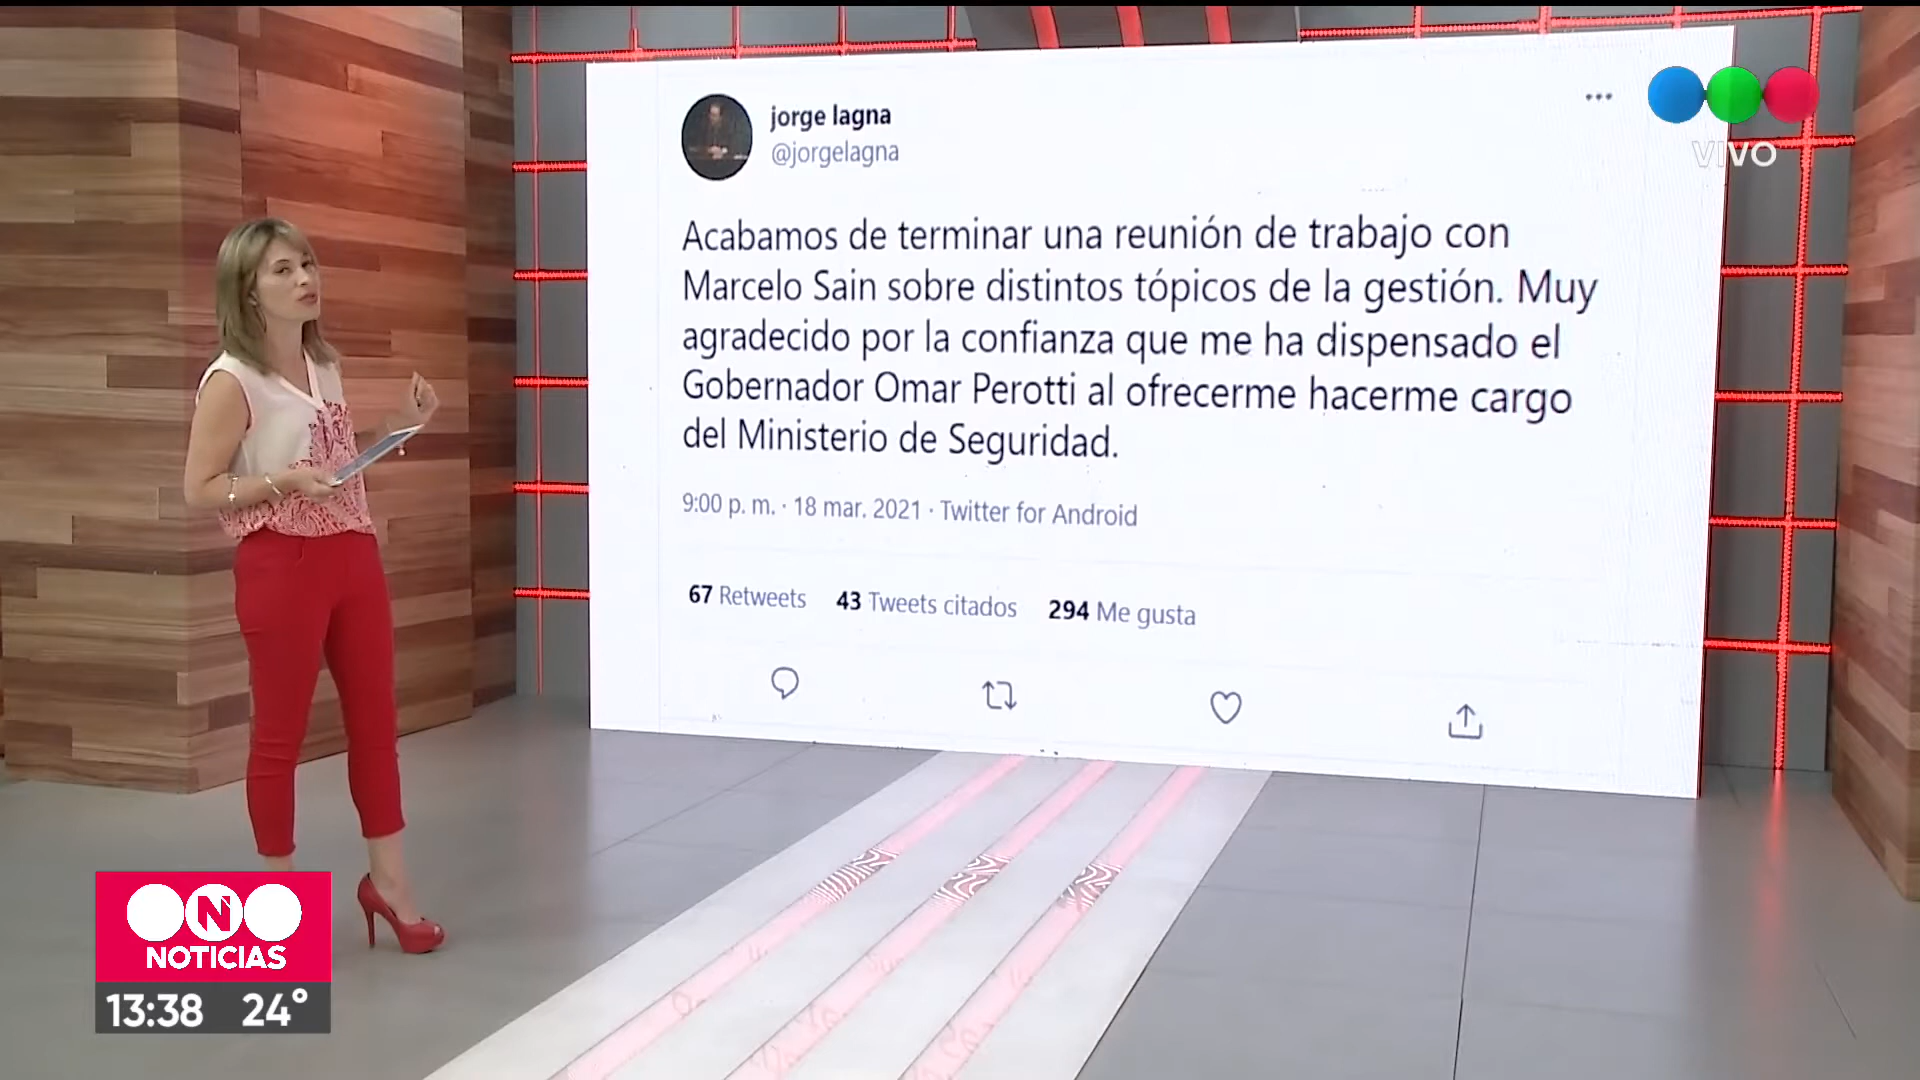 jorge lagna
@jorgelagna
VIVO
Acabamos de terminar una reunión de trabajo con
Marcelo Sain sobre distintos tópicos de la gestión. Muy
agradecido por la confianza que me ha dispensado el
Gobernador Omar Perotti al ofrecerme hacerme cargo
del Ministerio de Seguridad.
9:00 p. m. · 18 mar. 2021 · Twitter for Android
67 Retweets 43 Tweets citados 294 Me gusta
N
NOTICIAS
13:38 24°